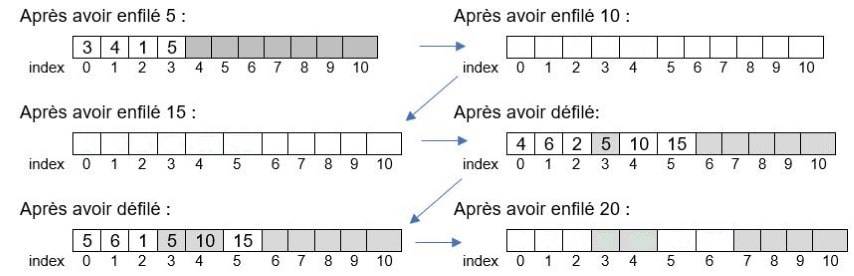 Après avoir enfilé 5 :
3 4 1 5
index 0 1 2 3 4 5 6 7 8 9 10
Après avoir enfilé 10 :
index 0 1 2 3 4 5 6 7 8 9 10
Après avoir enfilé 15 :
index 0 1 2 3 4 5 6 7 8 9 10
Après avoir défilé:
4 6 2 5 10 15
index 0 1 2 3 4 5 6 7 8 9 10
Après avoir défilé :
5 6 1 5 10 15
index 0 1 2 3 4 5 6 7 8 9 10
Après avoir enfilé 20 :
index 0 1 2 3 4 5 6 7 8 9 10